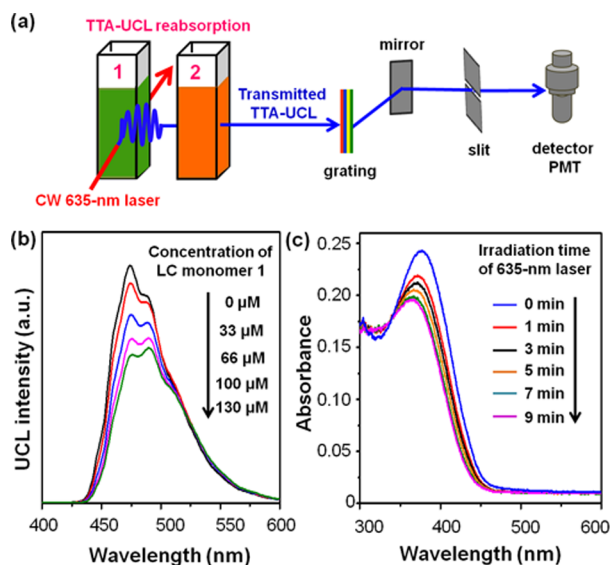 (a)
TTA-UCL reabsorption
1
2
CW 635-nm laser
Transmitted
TTA-UCL
grating
mirror
slit
detector
PMT
(b)
UCL intensity (a.u.)
Concentration of
LC monomer 1
0 µM
33 µM
66 µM
100 µM
130 µM
400 450 500 550 600
Wavelength (nm)
(c)
Absorbance
0.25
0.20
0.15
0.10
0.05
0
Irradiation time
of 635-nm laser
0 min
1 min
3 min
5 min
7 min
9 min
300 400 500 600
Wavelength (nm)